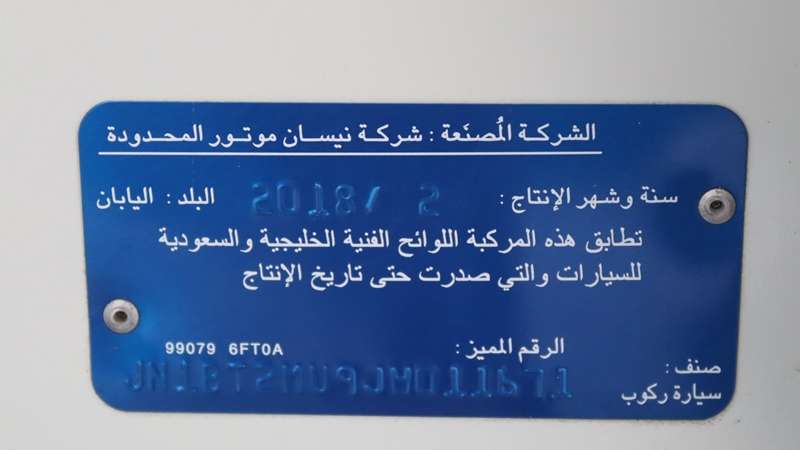 الشركة المُصنَعة : شركة نيسان موتور المحدودة
سنة وشهر الإنتاج : 2018/ 2 البلد : اليابان
تطابق هذه المركبة اللوائح الفنية الخليجية والسعودية
للسيارات والتي صدرت حتى تاريخ الإنتاج
الرقم المميز : 99079 6FT0A
صنف :
سيارة ركوب